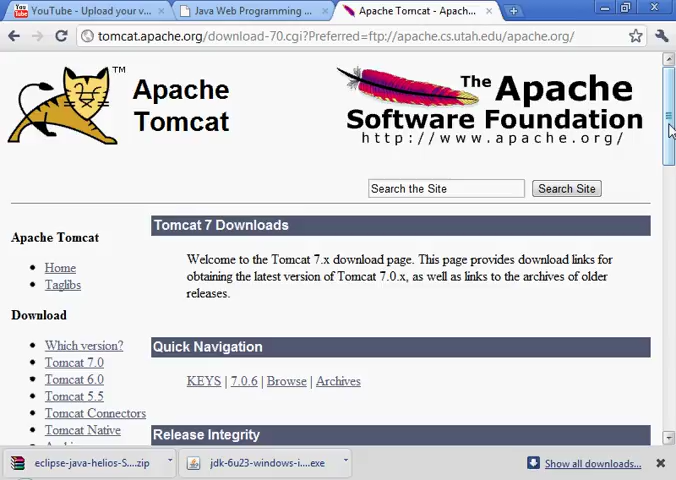 YouTube - Upload your v...
Java Web Programming ...
Apache Tomcat - Apach...
tomcat.apache.org/download-70.cgi?Preferred=ftp://apache.cs.utah.edu/apache.org/
Apache
Tomcat
TM
The Apache
Software Foundation
http://www.apache.org/
Search the Site
Search Site
Apache Tomcat
Home
Taglibs
Download
Which version?
Tomcat 7.0
Tomcat 6.0
Tomcat 5.5
Tomcat Connectors
Tomcat Native
Tomcat 7 Downloads
Welcome to the Tomcat 7.x download page. This page provides download links for
obtaining the latest version of Tomcat 7.0.x, as well as links to the archives of older
releases.
Quick Navigation
KEYS | 7.0.6 | Browse | Archives
Release Integrity
eclipse-java-helios-S....zip
jdk-6u23-windows-i....exe
Show all downloads...